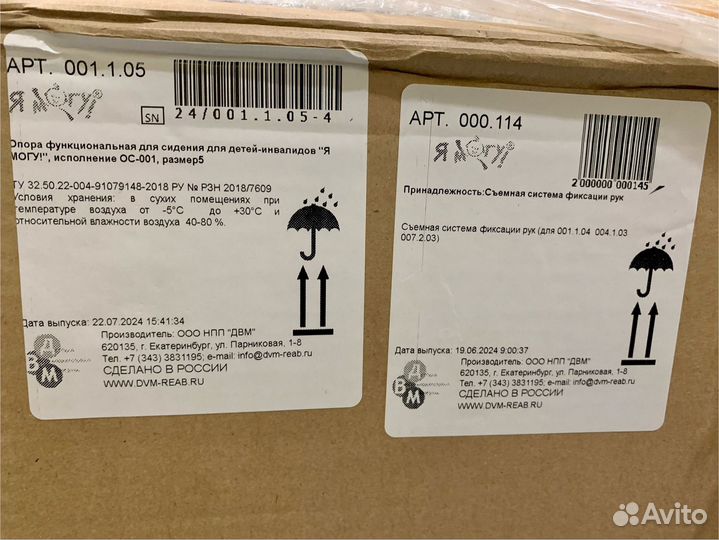 АРТ. 001.1.05
Я МОГУ!
SN
24/001.1.05-4
Опора функциональная для сидения для детей-инвалидов "Я
МОГУ!", исполнение ОС-001, размер5
ТУ 32.50.22-004-91079148-2018 РУ № РЗН 2018/7609
Условия хранения: в сухих помещениях при
температуре воздуха от -5°С до +30°С и
относительной влажности воздуха 40-80 %.
Дата выпуска: 22.07.2024 15:41:34
Производитель: ООО НПП "ДВМ"
620135, г. Екатеринбург, ул. Парниковая, 1-8
Тел. +7 (343) 3831195; e-mail: info@dvm-reab.ru
СДЕЛАНО В РОССИИ
WWW.DVM-REAB.RU
ДВМ
АРТ. 000.114
Я МОГУ!
2 000000 000145
Принадлежность:Съемная система фиксации рук
Съемная система фиксации рук (для 001.1.04 004.1.03
007.2.03)
Дата выпуска: 19.06.2024 9:00:37
Производитель: ООО НПП "ДВМ"
620135, г. Екатеринбург, ул. Парниковая, 1-8
Тел. +7 (343) 3831195; e-mail: info@dvm-reab.ru
СДЕЛАНО В РОССИИ
WWW.DVM-REAB.RU
ДВМ
Avito